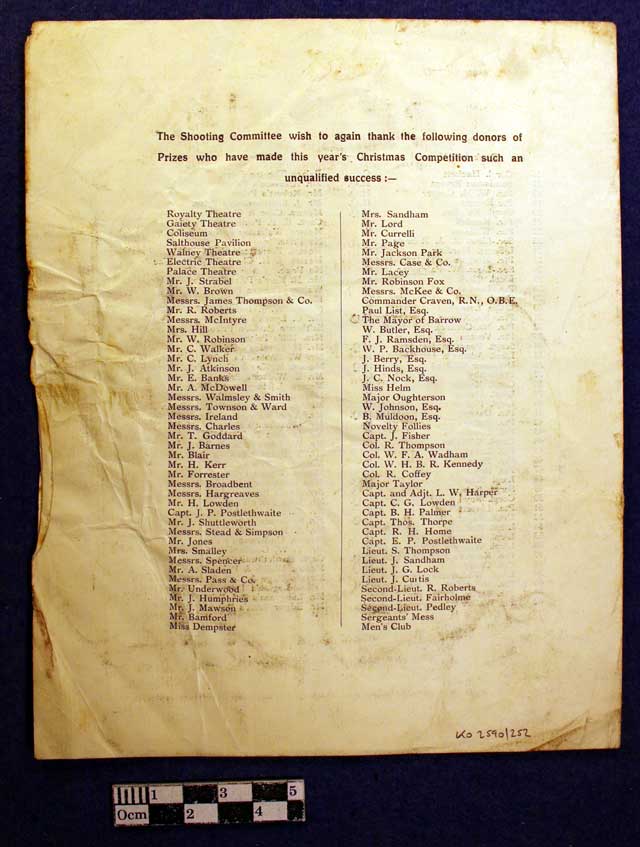 The Shooting Committee wish to again thank the following donors of
Prizes who have made this year's Christmas Competition such an
unqualified success :—
Royalty Theatre
Gaiety Theatre
Coliseum
Salthouse Pavilion
Walney Theatre
Electric Theatre
Palace Theatre
Mr. J. Strabel
Mr. W. Brown
Messrs. James Thompson & Co.
Mr. R. Roberts
Messrs. McIntyre
Mrs. Hill
Mr. W. Robinson
Mr. C. Walker
Mr. C. Lynch
Mr. J. Atkinson
Mr. E. Banks
Mr. A. McDowell
Messrs. Walmsley & Smith
Messrs. Townson & Ward
Messrs. Ireland
Messrs. Charles
Mr. T. Goddard
Mr. J. Barnes
Mr. Blair
Mr. H. Kerr
Mr. Forrester
Messrs. Broadbent
Messrs. Hargreaves
Mr. H. Lowden
Capt. J. P. Postlethwaite
Mr. J. Shuttleworth
Messrs. Stead & Simpson
Mr. Jones
Mrs. Smalley
Messrs. Spencer
Mr. A. Sladen
Messrs. Pass & Co.
Mr. Underwood
Mr. J. Humphries
Mr. J. Mawson
Mr. Bamford
Miss Dempster
Mrs. Sandham
Mr. Lord
Mr. Currelli
Mr. Page
Mr. Jackson Park
Messrs. Case & Co.
Mr. Lacey
Mr. Robinson Fox
Messrs. McKee & Co.
Commander Craven, R.N., O.B.E.
Paul List, Esq.
The Mayor of Barrow
W. Butler, Esq.
F. J. Ramsden, Esq.
W. P. Backhouse, Esq.
J. Berry, Esq.
J. Hinds, Esq.
J. C. Nock, Esq.
Miss Helm
Major Oughterson
W. Johnson, Esq.
B. Muldoon, Esq.
Novelty Follies
Capt. J. Fisher
Col. R. Thompson
Col. W. F. A. Wadham
Col. W. H. B. R. Kennedy
Col. R. Coffey
Major Taylor
Capt. and Adjt. L. W. Harper
Capt. C. G. Lowden
Capt. B. H. Palmer
Capt. Thos. Thorpe
Capt. R. H. Home
Capt. E. P. Postlethwaite
Lieut. S. Thompson
Lieut. J. Sandham
Lieut. J. G. Lock
Lieut. J. Curtis
Second-Lieut. R. Roberts
Second-Lieut. Fairholme
Second-Lieut. Pedley
Sergeants' Mess
Men's Club
KO 2590/252
1 3 5
0cm 2 4